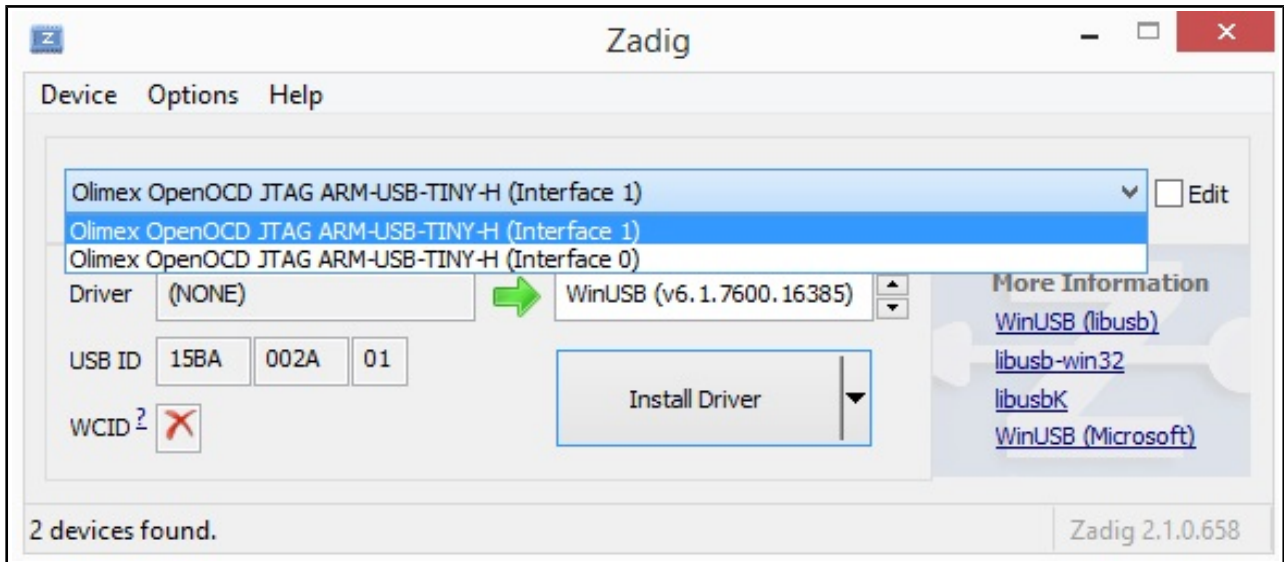 Zadig
Device Options Help
Olimex OpenOCD JTAG ARM-USB-TINY-H (Interface 1)
Edit
Olimex OpenOCD JTAG ARM-USB-TINY-H (Interface 1)
Olimex OpenOCD JTAG ARM-USB-TINY-H (Interface 0)
Driver (NONE) WinUSB (v6.1.7600.16385)
USB ID 15BA 002A 01
WCID ?
Install Driver
More Information
WinUSB (libusb)
libusb-win32
libusbK
WinUSB (Microsoft)
2 devices found.
Zadig 2.1.0.658